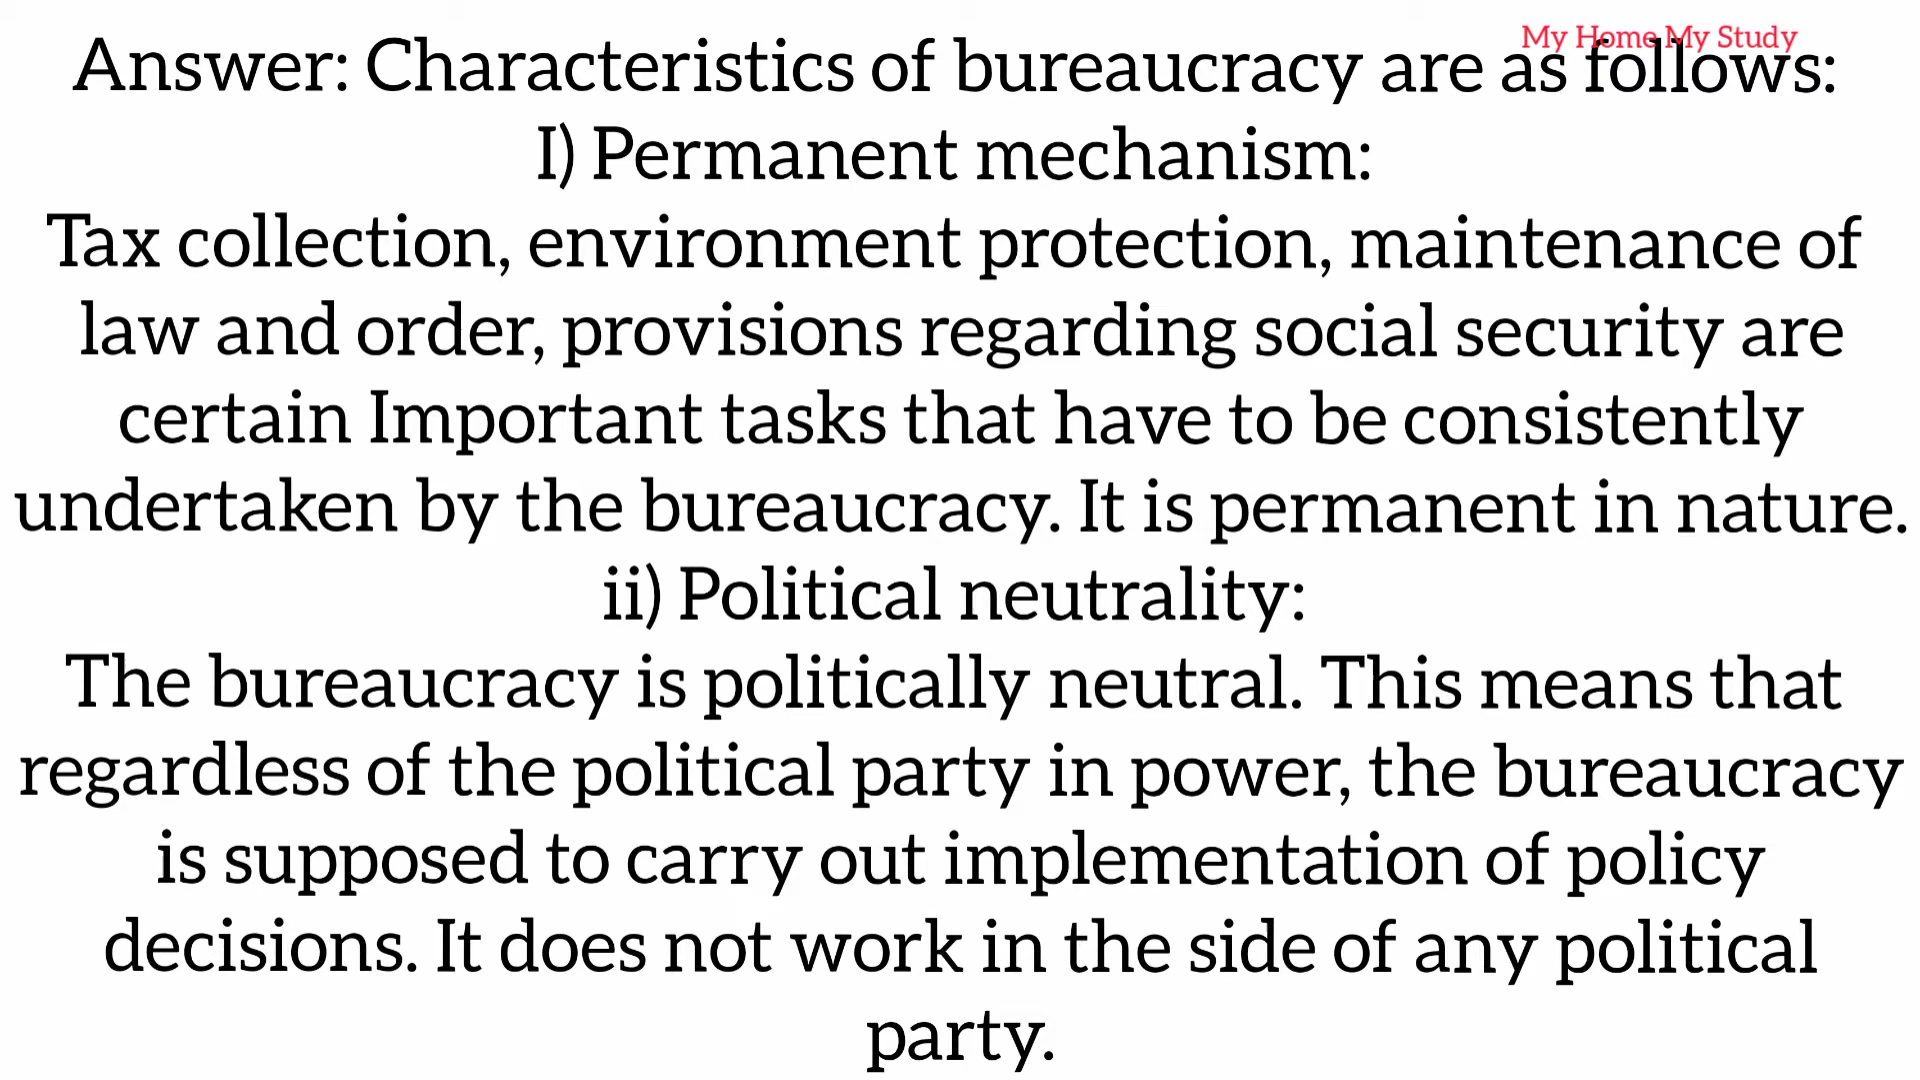 My Home My Study
Answer: Characteristics of bureaucracy are as follows:
I) Permanent mechanism:
Tax collection, environment protection, maintenance of
law and order, provisions regarding social security are
certain Important tasks that have to be consistently
undertaken by the bureaucracy. It is permanent in nature.
ii) Political neutrality:
The bureaucracy is politically neutral. This means that
regardless of the political party in power, the bureaucracy
is supposed to carry out implementation of policy
decisions. It does not work in the side of any political
party.